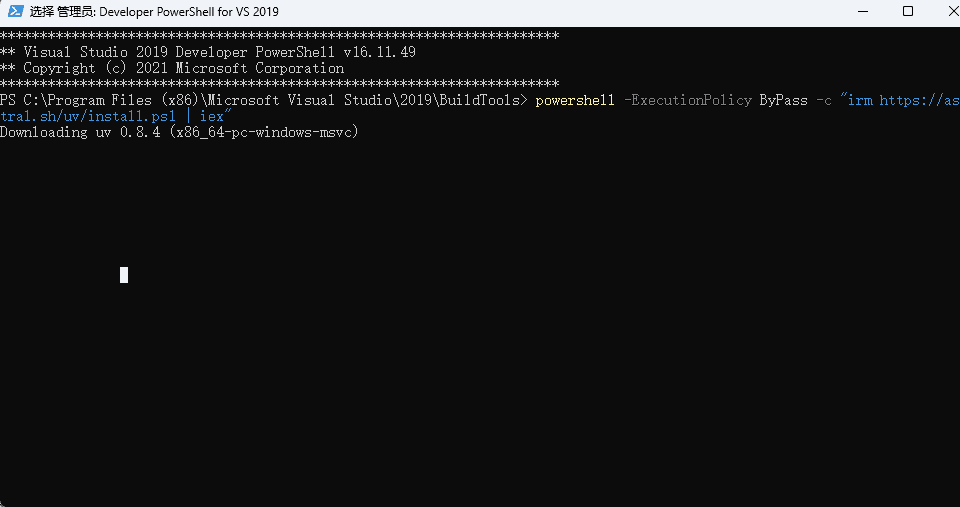 选择 管理员: Developer PowerShell for VS 2019
**********************************************************************
** Visual Studio 2019 Developer PowerShell v16.11.49
** Copyright (c) 2021 Microsoft Corporation
**********************************************************************
PS C:\Program Files (x86)\Microsoft Visual Studio\2019\BuildTools> powershell -ExecutionPolicy ByPass -c "irm https://as
tral.sh/uv/install.ps1 | iex"
Downloading uv 0.8.4 (x86_64-pc-windows-msvc)